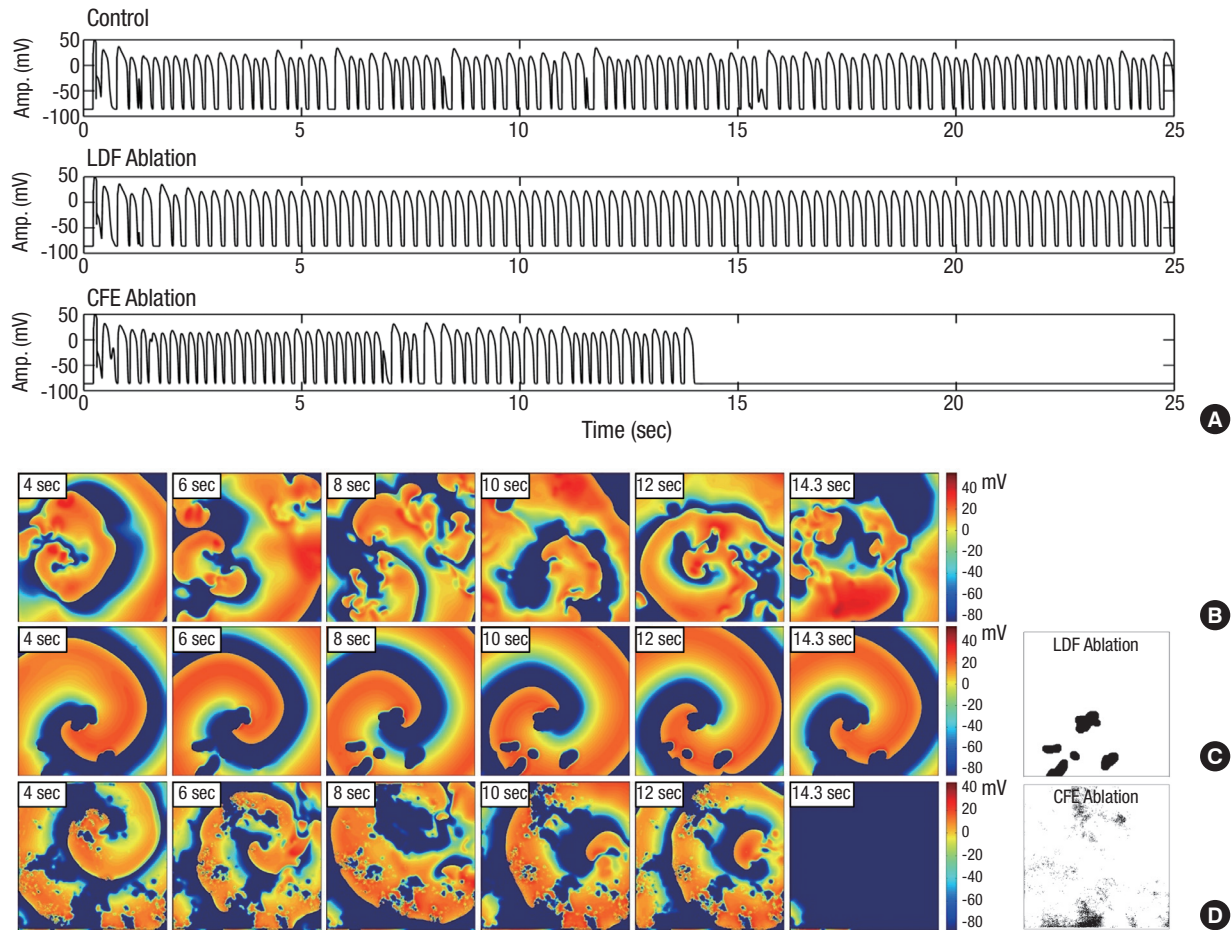 Control
Amp. (mV)
50
0
-50
-100
0 5 10 15 20 25
LDF Ablation
Amp. (mV)
50
0
-50
-100
0 5 10 15 20 25
CFE Ablation
Amp. (mV)
50
0
-50
-100
0 5 10 15 20 25
Time (sec)
A
4 sec 6 sec 8 sec 10 sec 12 sec 14.3 sec
mV
40
20
0
-20
-40
-60
-80
B
4 sec 6 sec 8 sec 10 sec 12 sec 14.3 sec
mV
40
20
0
-20
-40
-60
-80
LDF Ablation
C
4 sec 6 sec 8 sec 10 sec 12 sec 14.3 sec
mV
40
20
0
-20
-40
-60
-80
CFE Ablation
D